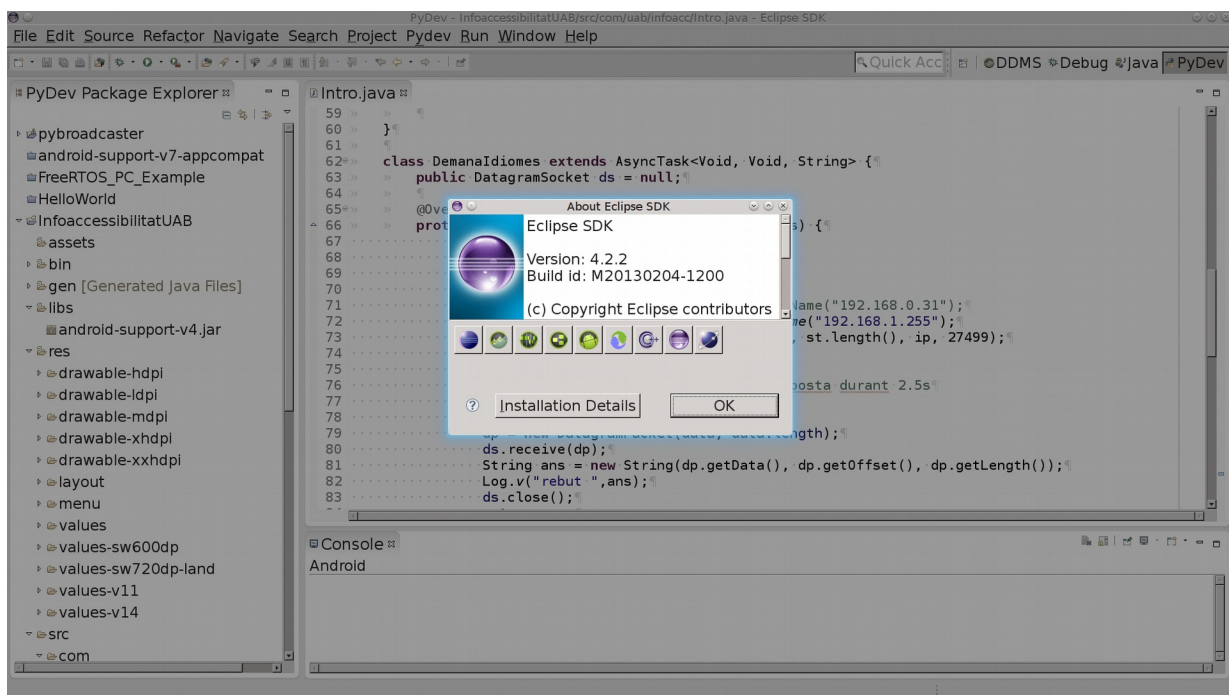 PyDev - InfoaccessibilitatUAB/src/com/uab/infoacc/Intro.java - Eclipse SDK
File Edit Source Refactor Navigate Search Project Pydev Run Window Help
Quick Acc DDMS Debug Java PyDev
PyDev Package Explorer
pybroadcaster
android-support-v7-appcompat
FreeRTOS_PC_Example
HelloWorld
InfoaccessibilitatUAB
assets
bin
gen [Generated Java Files]
libs
android-support-v4.jar
res
drawable-hdpi
drawable-ldpi
drawable-mdpi
drawable-xhdpi
drawable-xxhdpi
layout
menu
values
values-sw600dp
values-sw720dp-land
values-v11
values-v14
src
com
Intro.java
59
60 }
61
62 class DemanaIdiomes extends AsyncTask<Void, Void, String> {
63 public DatagramSocket ds = null;
64
65 @Ove
66 prot s) {
67
68
69
70
71 Name("192.168.0.31");
72 me("192.168.1.255");
73 , st.length(), ip, 27499);
74
75
76 posta durant 2.5s
77
78
79 dp = new DatagramPacket(data, data.length);
80 ds.receive(dp);
81 String ans = new String(dp.getData(), dp.getOffset(), dp.getLength());
82 Log.v("rebut ",ans);
83 ds.close();
About Eclipse SDK
Eclipse SDK
Version: 4.2.2
Build id: M20130204-1200
(c) Copyright Eclipse contributors
C++
? Installation Details OK
Console
Android